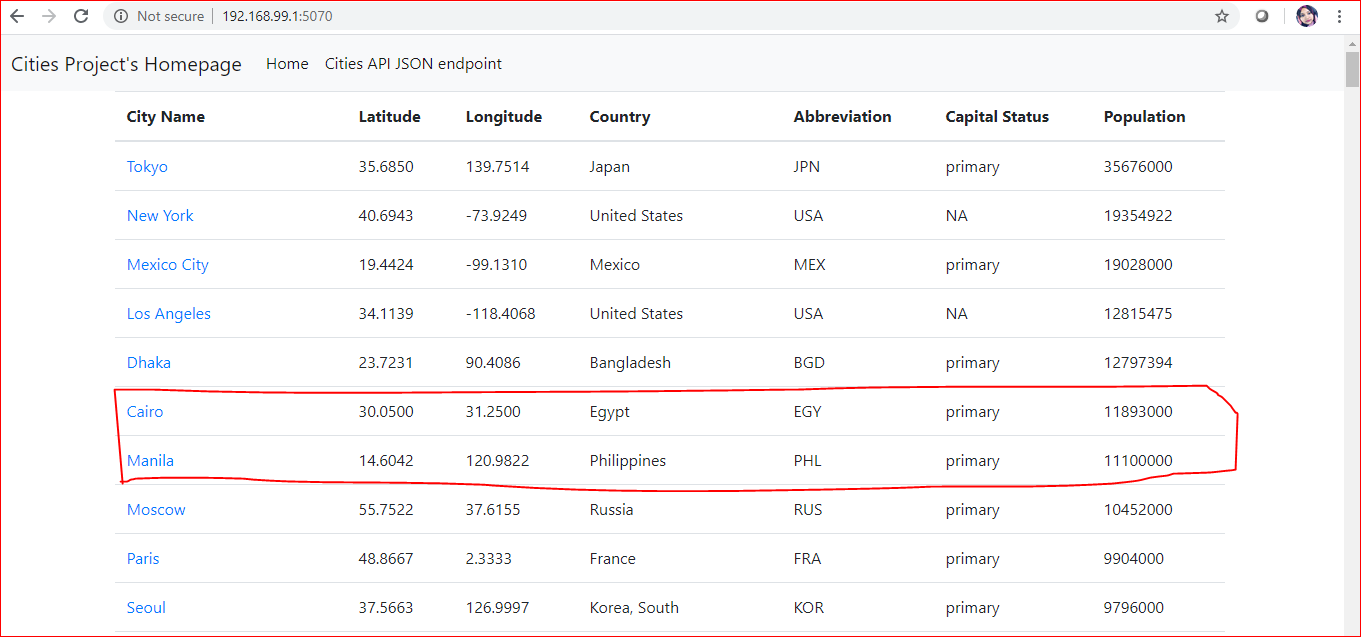 Not secure | 192.168.99.1:5070
Cities Project's Homepage Home Cities API JSON endpoint
City Name Latitude Longitude Country Abbreviation Capital Status Population
Tokyo 35.6850 139.7514 Japan JPN primary 35676000
New York 40.6943 -73.9249 United States USA NA 19354922
Mexico City 19.4424 -99.1310 Mexico MEX primary 19028000
Los Angeles 34.1139 -118.4068 United States USA NA 12815475
Dhaka 23.7231 90.4086 Bangladesh BGD primary 12797394
Cairo 30.0500 31.2500 Egypt EGY primary 11893000
Manila 14.6042 120.9822 Philippines PHL primary 11100000
Moscow 55.7522 37.6155 Russia RUS primary 10452000
Paris 48.8667 2.3333 France FRA primary 9904000
Seoul 37.5663 126.9997 Korea, South KOR primary 9796000